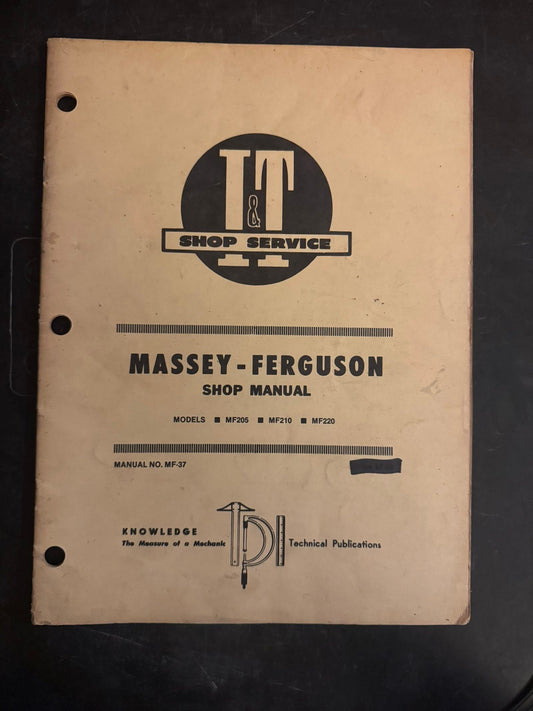 I&T
SHOP SERVICE
MASSEY-FERGUSON
SHOP MANUAL
MODELS ■ MF205 ■ MF210 ■ MF220
MANUAL NO. MF-37
KNOWLEDGE
The Measure of a Mechanic
TPI
Technical Publications